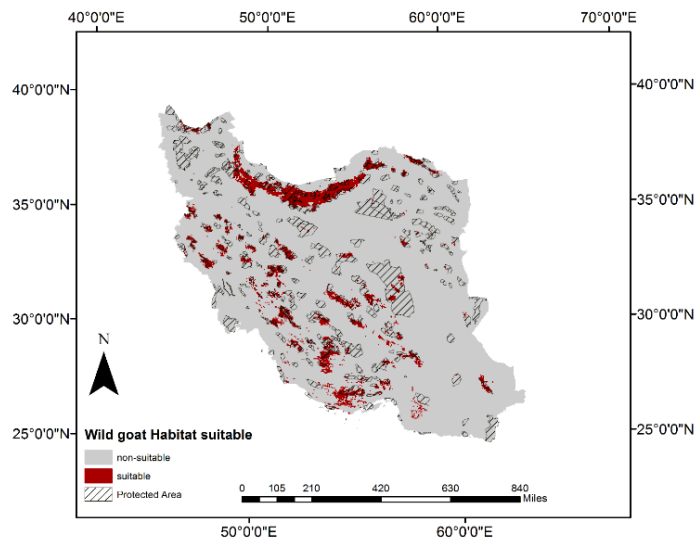 40°0'0"E 50°0'0"E 60°0'0"E 70°0'0"E
40°0'0"N 40°0'0"N
35°0'0"N 35°0'0"N
30°0'0"N 30°0'0"N
N
25°0'0"N 25°0'0"N
Wild goat Habitat suitable
non-suitable
suitable
Protected Area
0 105 210 420 630 840
Miles
50°0'0"E 60°0'0"E